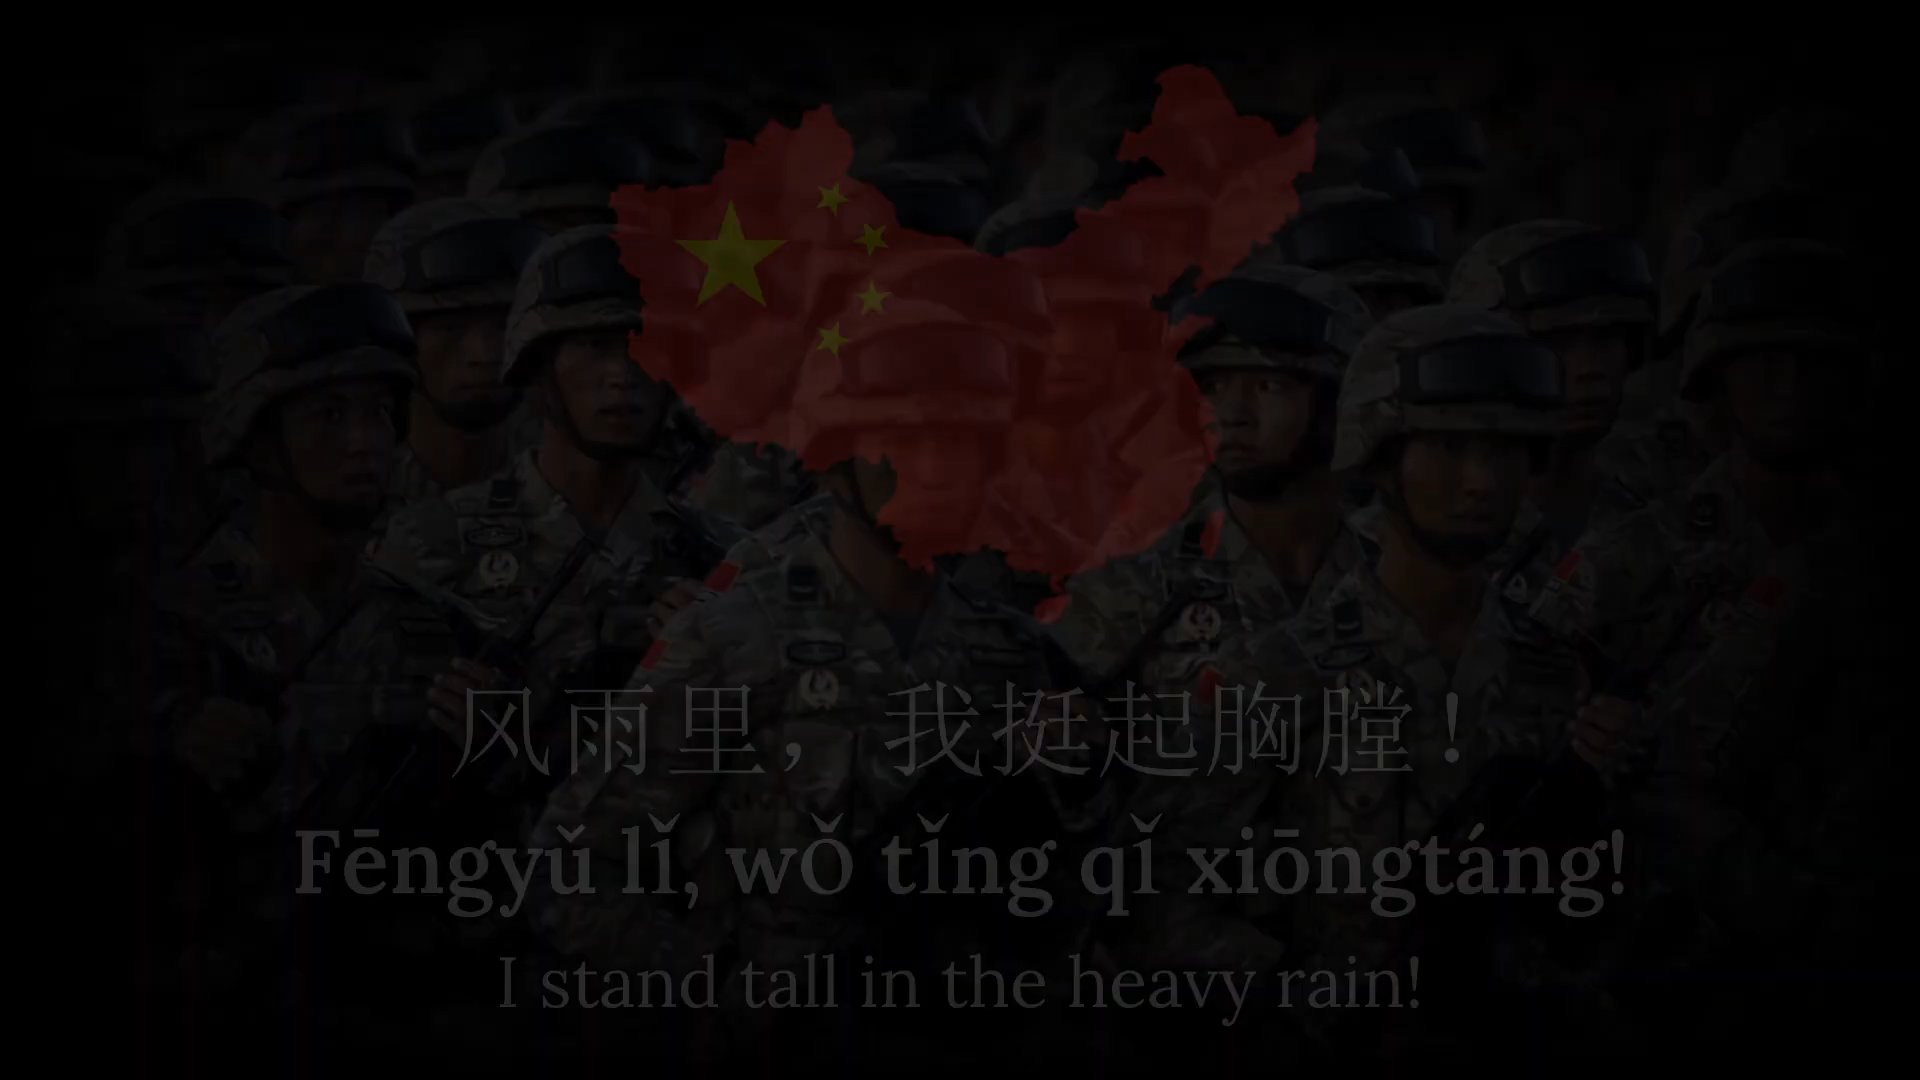 风雨里，我挺起胸膛！
Fēngyǔ lǐ, wǒ tǐng qǐ xiōngtáng!
I stand tall in the heavy rain!